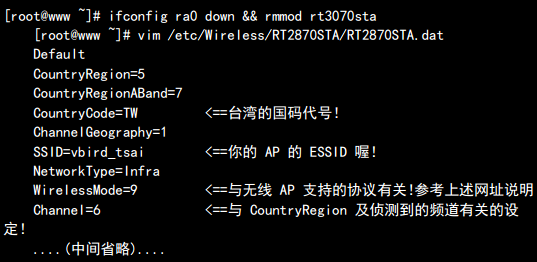 [root@www ~]# ifconfig ra0 down && rmmod rt3070sta
[root@www ~]# vim /etc/Wireless/RT2870STA/RT2870STA.dat
Default
CountryRegion=5
CountryRegionABand=7
CountryCode=TW <==台湾的国码代号!
ChannelGeography=1
SSID=vbird_tsai <==你的 AP 的 ESSID 喔!
NetworkType=Infra
WirelessMode=9 <==与无线 AP 支持的协议有关!参考上述网址说明
Channel=6 <==与 CountryRegion 及侦测到的频道有关的设
定!
....(中间省略)....